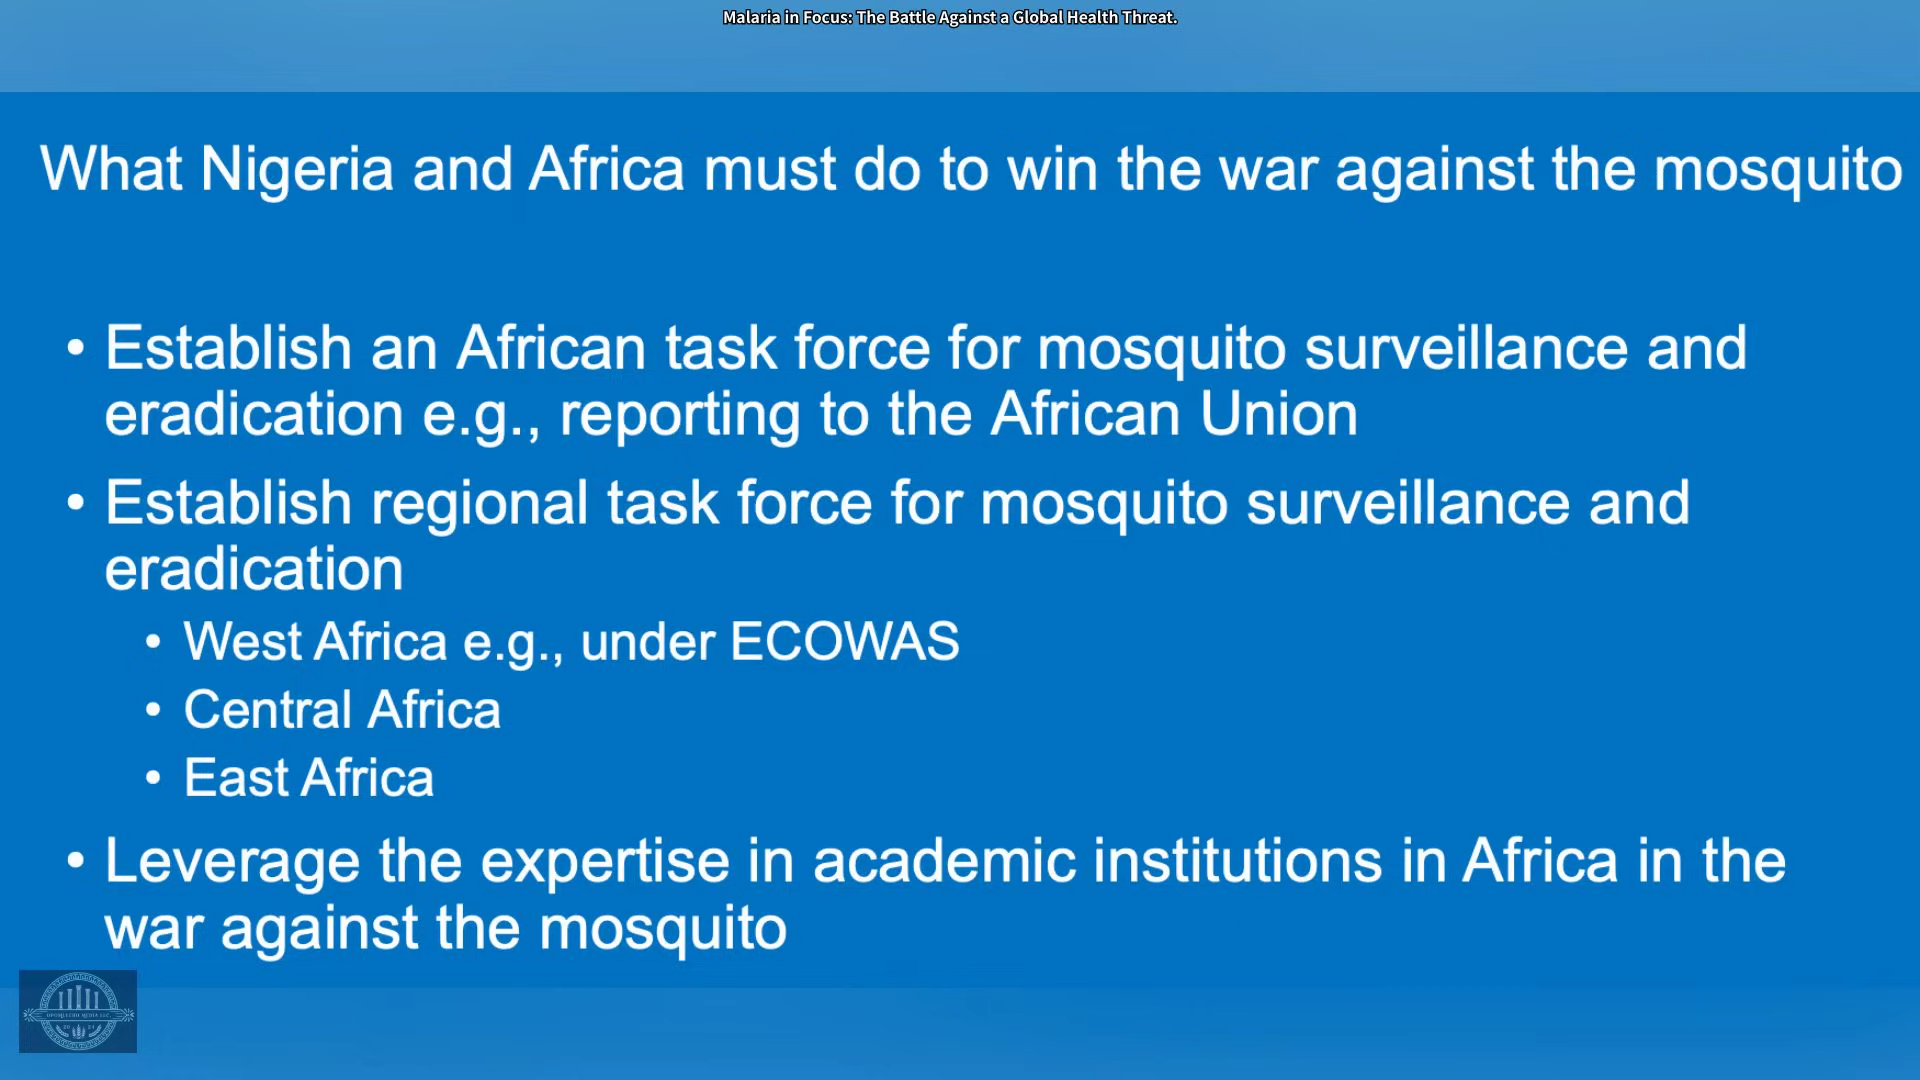 Malaria in Focus: The Battle Against a Global Health Threat.
What Nigeria and Africa must do to win the war against the mosquito
• Establish an African task force for mosquito surveillance and
eradication e.g., reporting to the African Union
• Establish regional task force for mosquito surveillance and
eradication
• West Africa e.g., under ECOWAS
• Central Africa
• East Africa
• Leverage the expertise in academic institutions in Africa in the
war against the mosquito
20 24